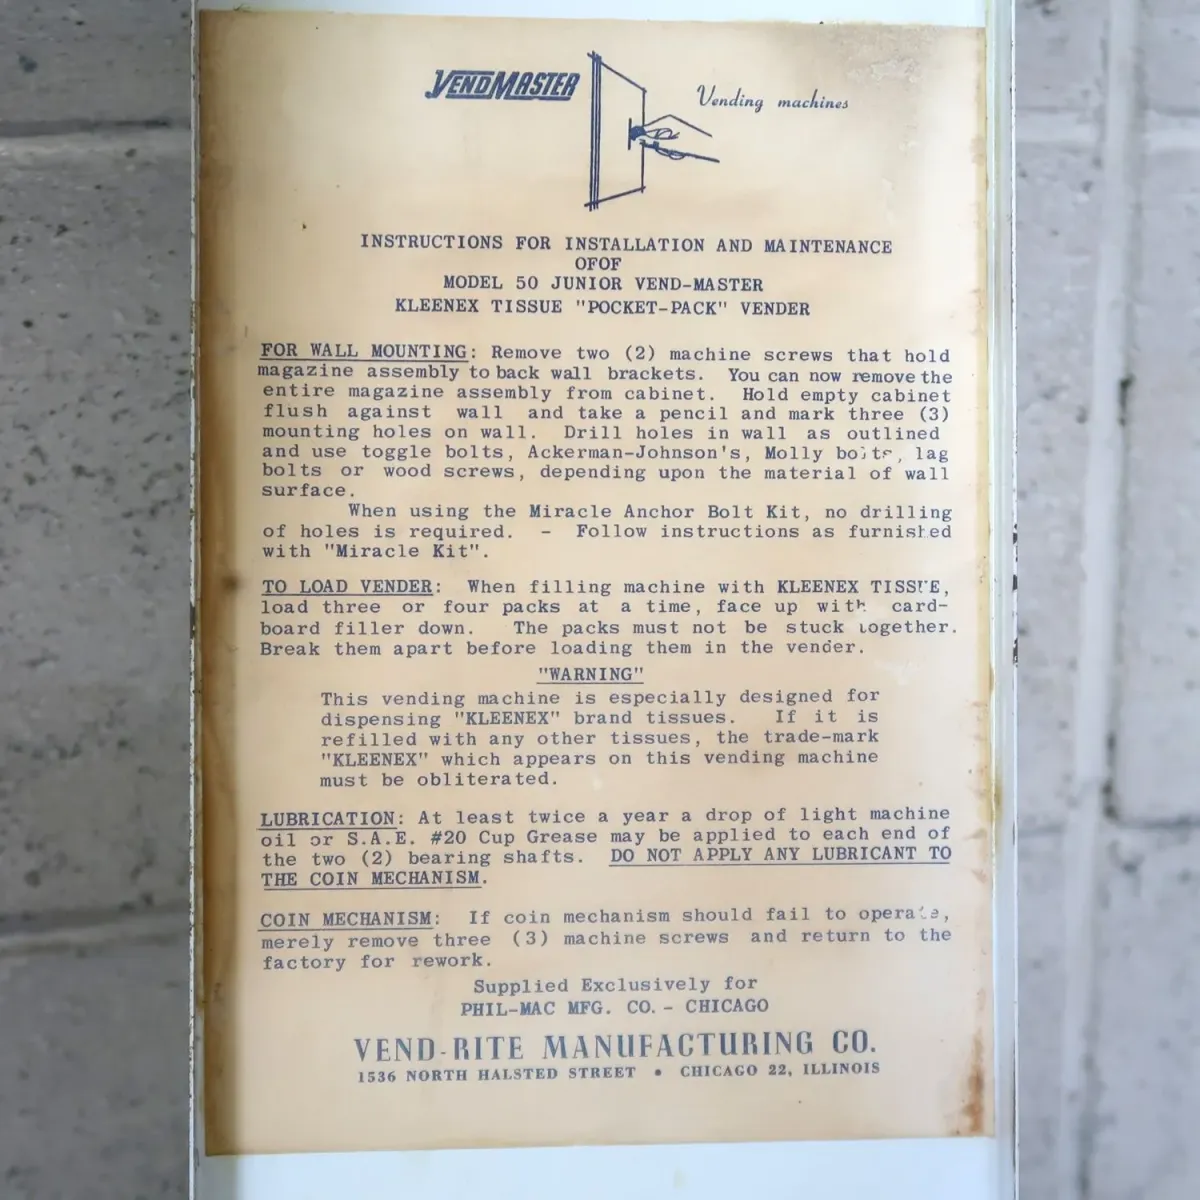 VENDMASTER Vending machines
INSTRUCTIONS FOR INSTALLATION AND MAINTENANCE
OFOF
MODEL 50 JUNIOR VEND-MASTER
KLEENEX TISSUE "POCKET-PACK" VENDER
FOR WALL MOUNTING: Remove two (2) machine screws that hold
magazine assembly to back wall brackets. You can now remove the
entire magazine assembly from cabinet. Hold empty cabinet
flush against wall and take a pencil and mark three (3)
mounting holes on wall. Drill holes in wall as outlined
and use toggle bolts, Ackerman-Johnson's, Molly bolts, lag
bolts or wood screws, depending upon the material of wall
surface.
When using the Miracle Anchor Bolt Kit, no drilling
of holes is required. - Follow instructions as furnished
with "Miracle Kit".
TO LOAD VENDER: When filling machine with KLEENEX TISSUE,
load three or four packs at a time, face up with card-
board filler down. The packs must not be stuck together.
Break them apart before loading them in the vender.
"WARNING"
This vending machine is especially designed for
dispensing "KLEENEX" brand tissues. If it is
refilled with any other tissues, the trade-mark
"KLEENEX" which appears on this vending machine
must be obliterated.
LUBRICATION: At least twice a year a drop of light machine
oil or S.A.E. #20 Cup Grease may be applied to each end of
the two (2) bearing shafts. DO NOT APPLY ANY LUBRICANT TO
THE COIN MECHANISM.
COIN MECHANISM: If coin mechanism should fail to operate,
merely remove three (3) machine screws and return to the
factory for rework.
Supplied Exclusively for
PHIL-MAC MFG. CO. - CHICAGO
VEND-RITE MANUFACTURING CO.
1536 NORTH HALSTED STREET • CHICAGO 22, ILLINOIS